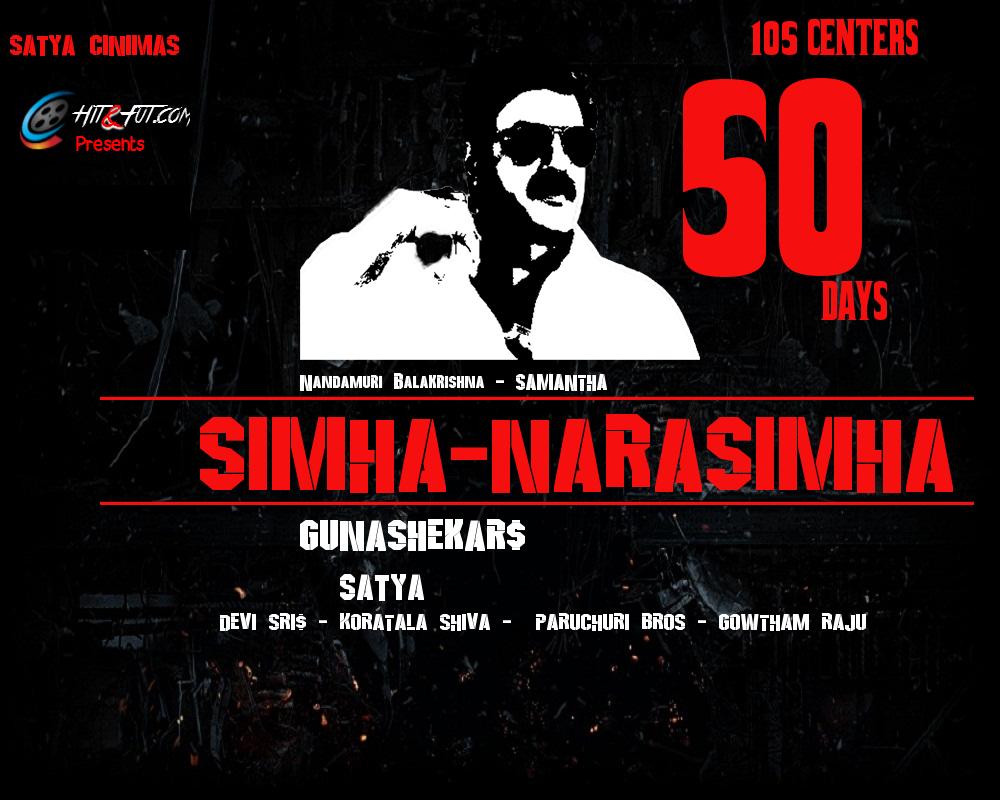 SATYA CINIMAS
105 CENTERS
HIT&FUT.COM
Presents
50
DAYS
NANDAMURI BALAKRISHNA - SAMANTHA
SIMHA-NARASIMHA
GUNASHEKAR$
SATYA
DEVI SRI$ - KORATALA SHIVA - PARUCHURI BROS - GOWTHAM RAJU